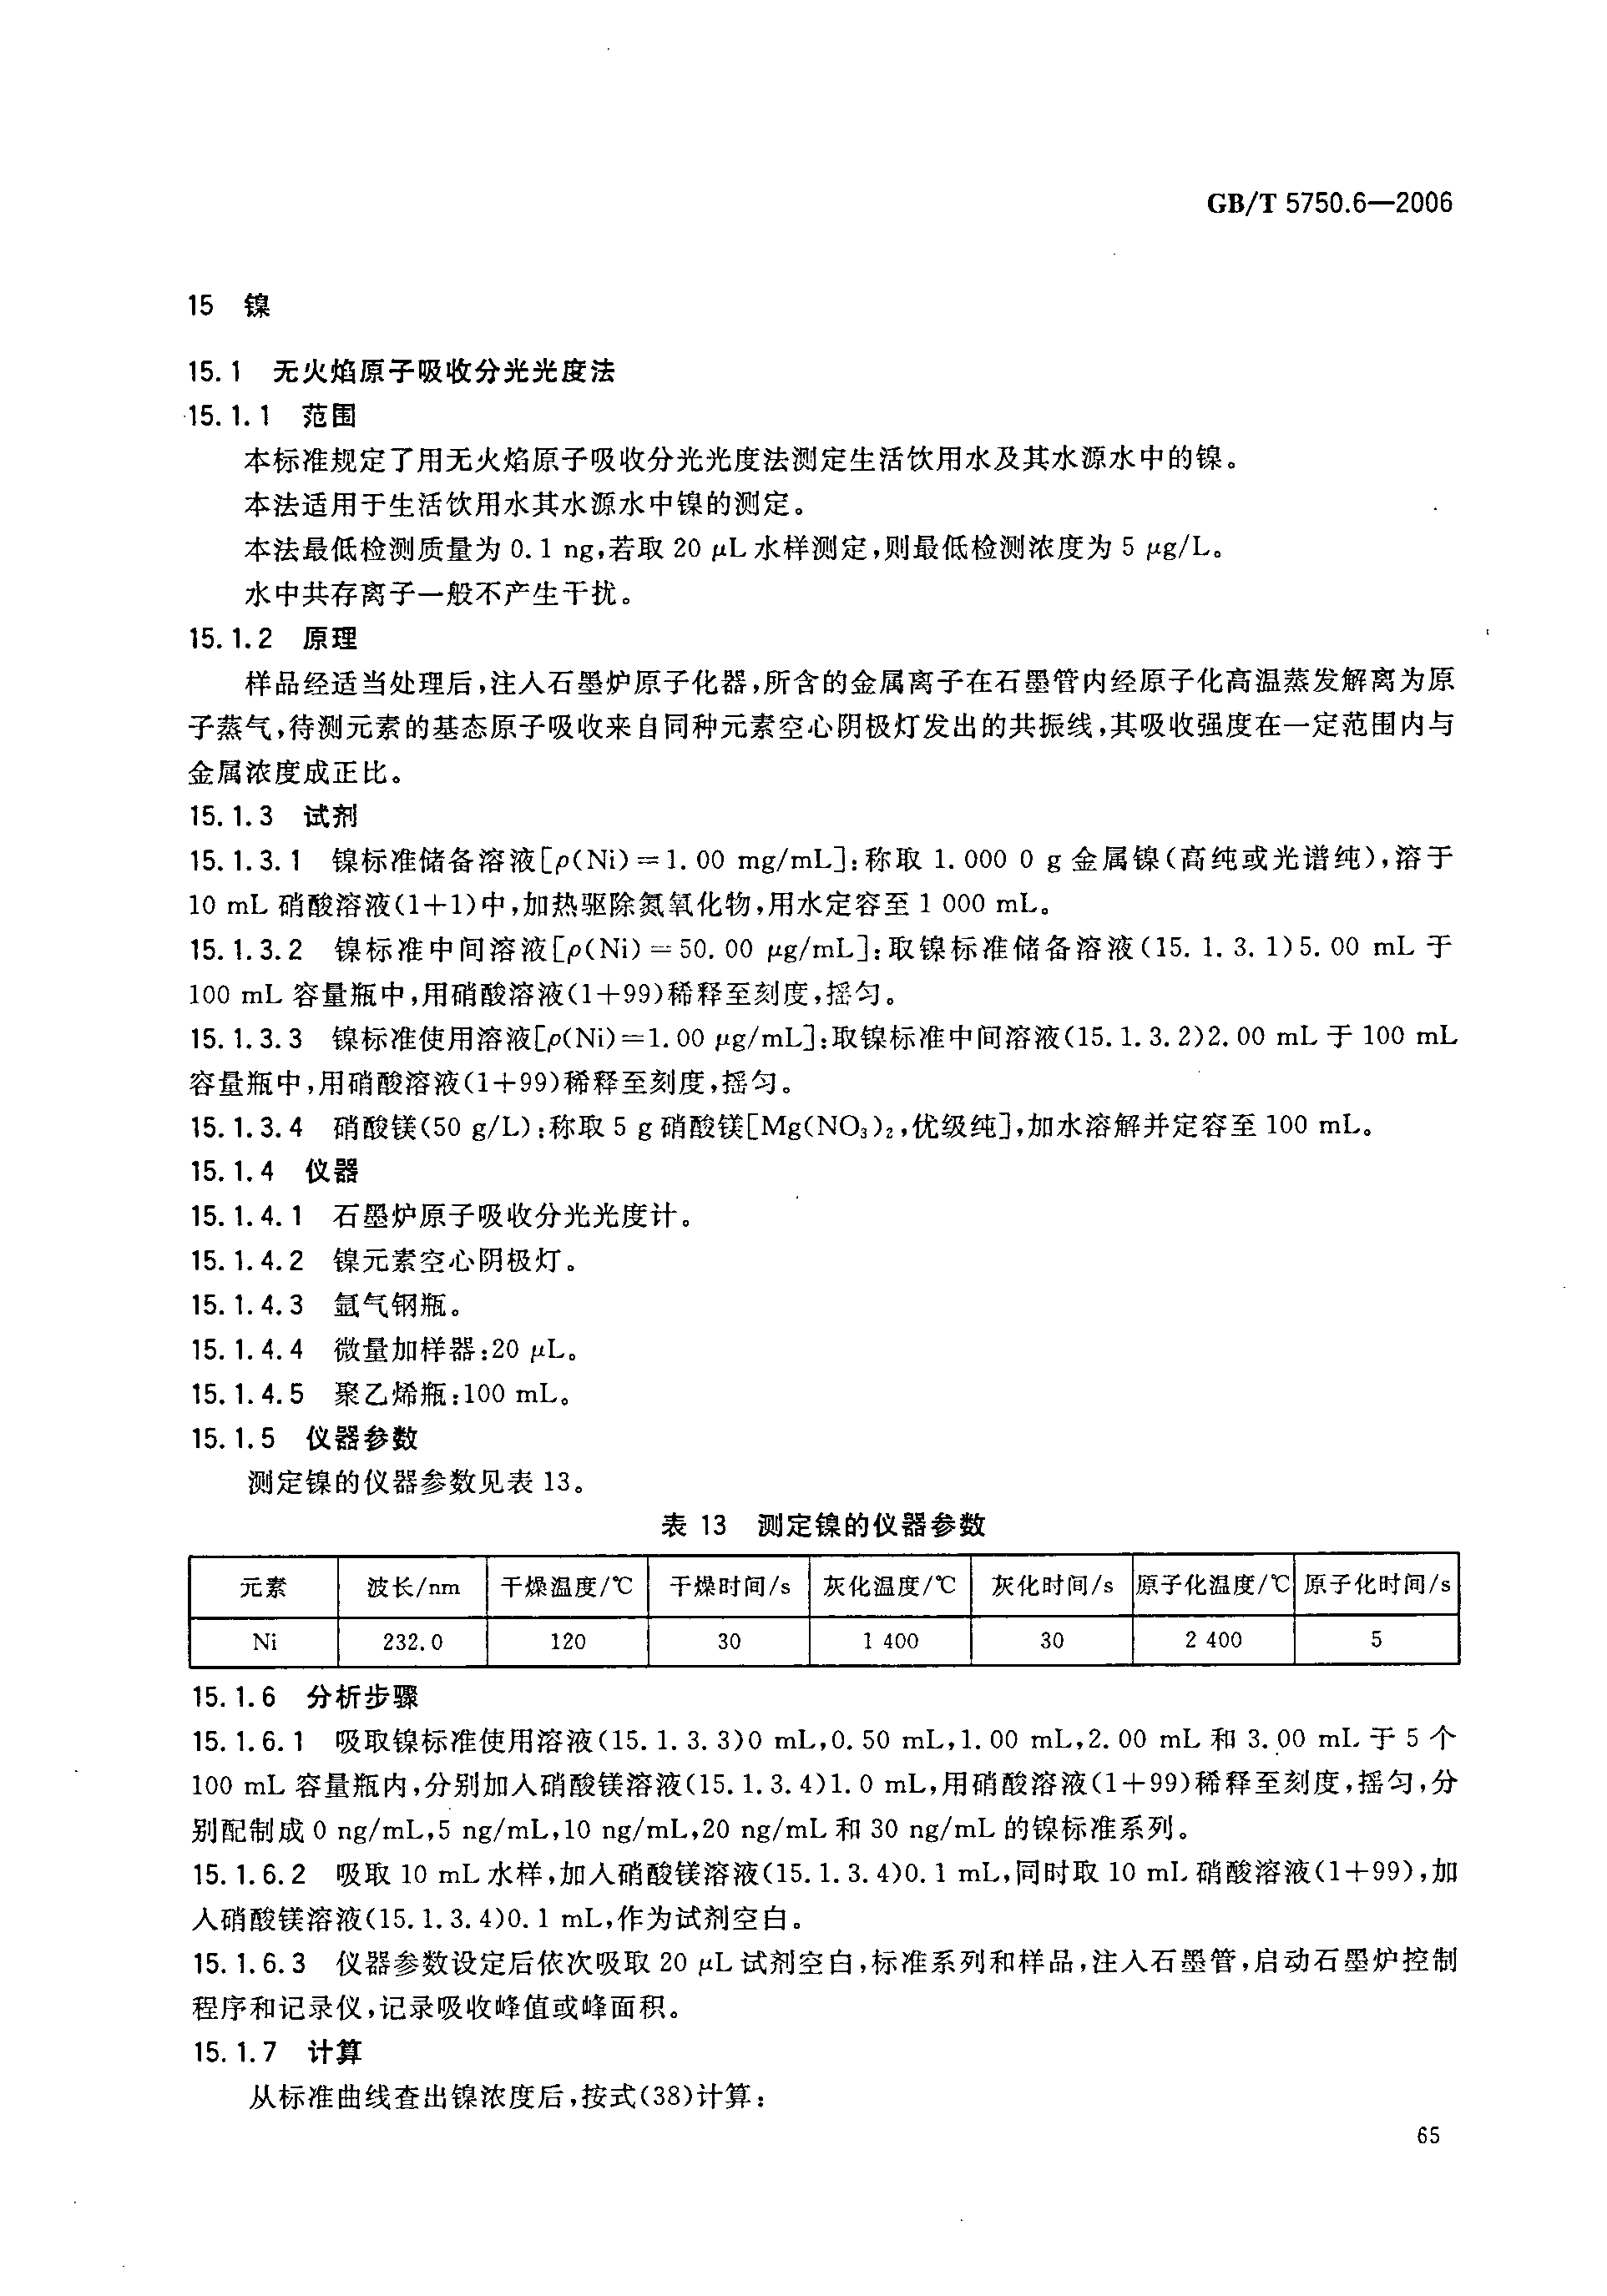 GB/T 5750.6—2006
15 镍
15.1 无火焰原子吸收分光光度法
15.1.1 范围
本标准规定了用无火焰原子吸收分光光度法测定生活饮用水及其水源水中的镍。
本法适用于生活饮用水其水源水中镍的测定。
本法最低检测质量为 0.1 ng,若取 20 μL 水样测定,则最低检测浓度为 5 μg/L。
水中共存离子一般不产生干扰。
15.1.2 原理
样品经适当处理后,注入石墨炉原子化器,所含的金属离子在石墨管内经原子化高温蒸发解离为原
子蒸气,待测元素的基态原子吸收来自同种元素空心阴极灯发出的共振线,其吸收强度在一定范围内与
金属浓度成正比。
15.1.3 试剂
15.1.3.1 镍标准储备溶液[ρ(Ni)=1.00 mg/mL]:称取 1.000 0 g 金属镍(高纯或光谱纯),溶于
10 mL 硝酸溶液(1+1)中,加热驱除氮氧化物,用水定容至 1 000 mL。
15.1.3.2 镍标准中间溶液[ρ(Ni)=50.00 μg/mL]:取镍标准储备溶液(15.1.3.1)5.00 mL 于
100 mL 容量瓶中,用硝酸溶液(1+99)稀释至刻度,摇匀。
15.1.3.3 镍标准使用溶液[ρ(Ni)=1.00 μg/mL]:取镍标准中间溶液(15.1.3.2)2.00 mL 于 100 mL
容量瓶中,用硝酸溶液(1+99)稀释至刻度,摇匀。
15.1.3.4 硝酸镁(50 g/L):称取 5 g 硝酸镁[Mg(NO₃)₂,优级纯],加水溶解并定容至 100 mL。
15.1.4 仪器
15.1.4.1 石墨炉原子吸收分光光度计。
15.1.4.2 镍元素空心阴极灯。
15.1.4.3 氩气钢瓶。
15.1.4.4 微量加样器:20 μL。
15.1.4.5 聚乙烯瓶:100 mL。
15.1.5 仪器参数
测定镍的仪器参数见表 13。
表 13 测定镍的仪器参数
元素 波长/nm 干燥温度/℃ 干燥时间/s 灰化温度/℃ 灰化时间/s 原子化温度/℃ 原子化时间/s
Ni 232.0 120 30 1 400 30 2 400 5
15.1.6 分析步骤
15.1.6.1 吸取镍标准使用溶液(15.1.3.3)0 mL,0.50 mL,1.00 mL,2.00 mL 和 3.00 mL 于 5 个
100 mL 容量瓶内,分别加入硝酸镁溶液(15.1.3.4)1.0 mL,用硝酸溶液(1+99)稀释至刻度,摇匀,分
别配制成 0 ng/mL,5 ng/mL,10 ng/mL,20 ng/mL 和 30 ng/mL 的镍标准系列。
15.1.6.2 吸取 10 mL 水样,加入硝酸镁溶液(15.1.3.4)0.1 mL,同时取 10 mL 硝酸溶液(1+99),加
入硝酸镁溶液(15.1.3.4)0.1 mL,作为试剂空白。
15.1.6.3 仪器参数设定后依次吸取 20 μL 试剂空白,标准系列和样品,注入石墨管,启动石墨炉控制
程序和记录仪,记录吸收峰值或峰面积。
15.1.7 计算
从标准曲线查出镍浓度后,按式(38)计算:
65